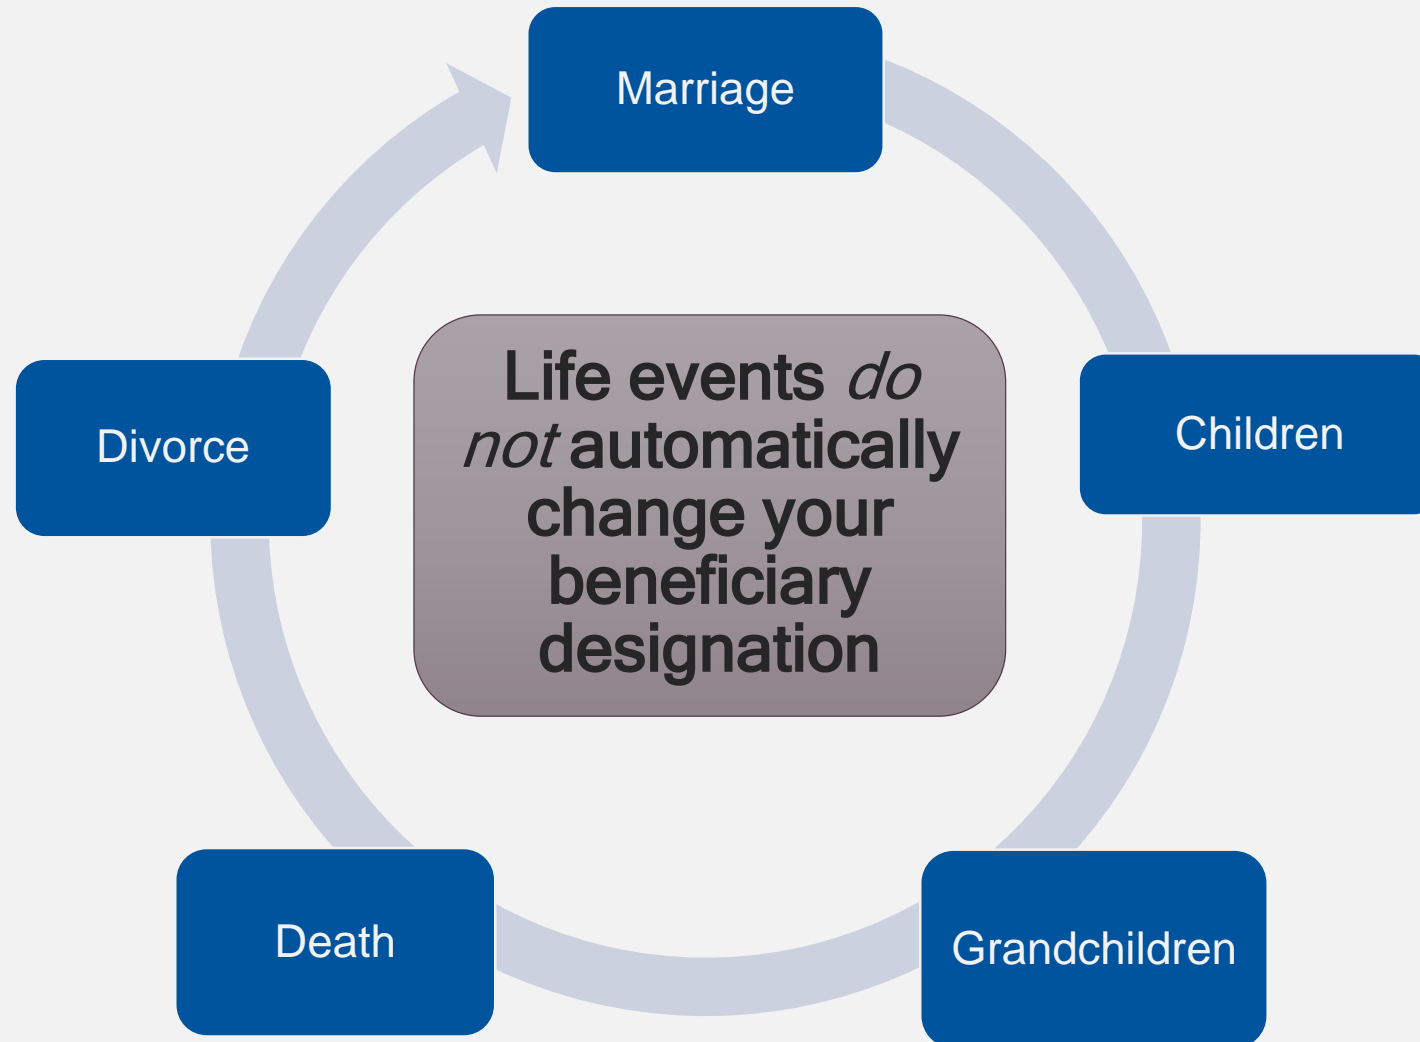 Marriage
Children
Grandchildren
Death
Divorce
Life events do
not automatically
change your
beneficiary
designation